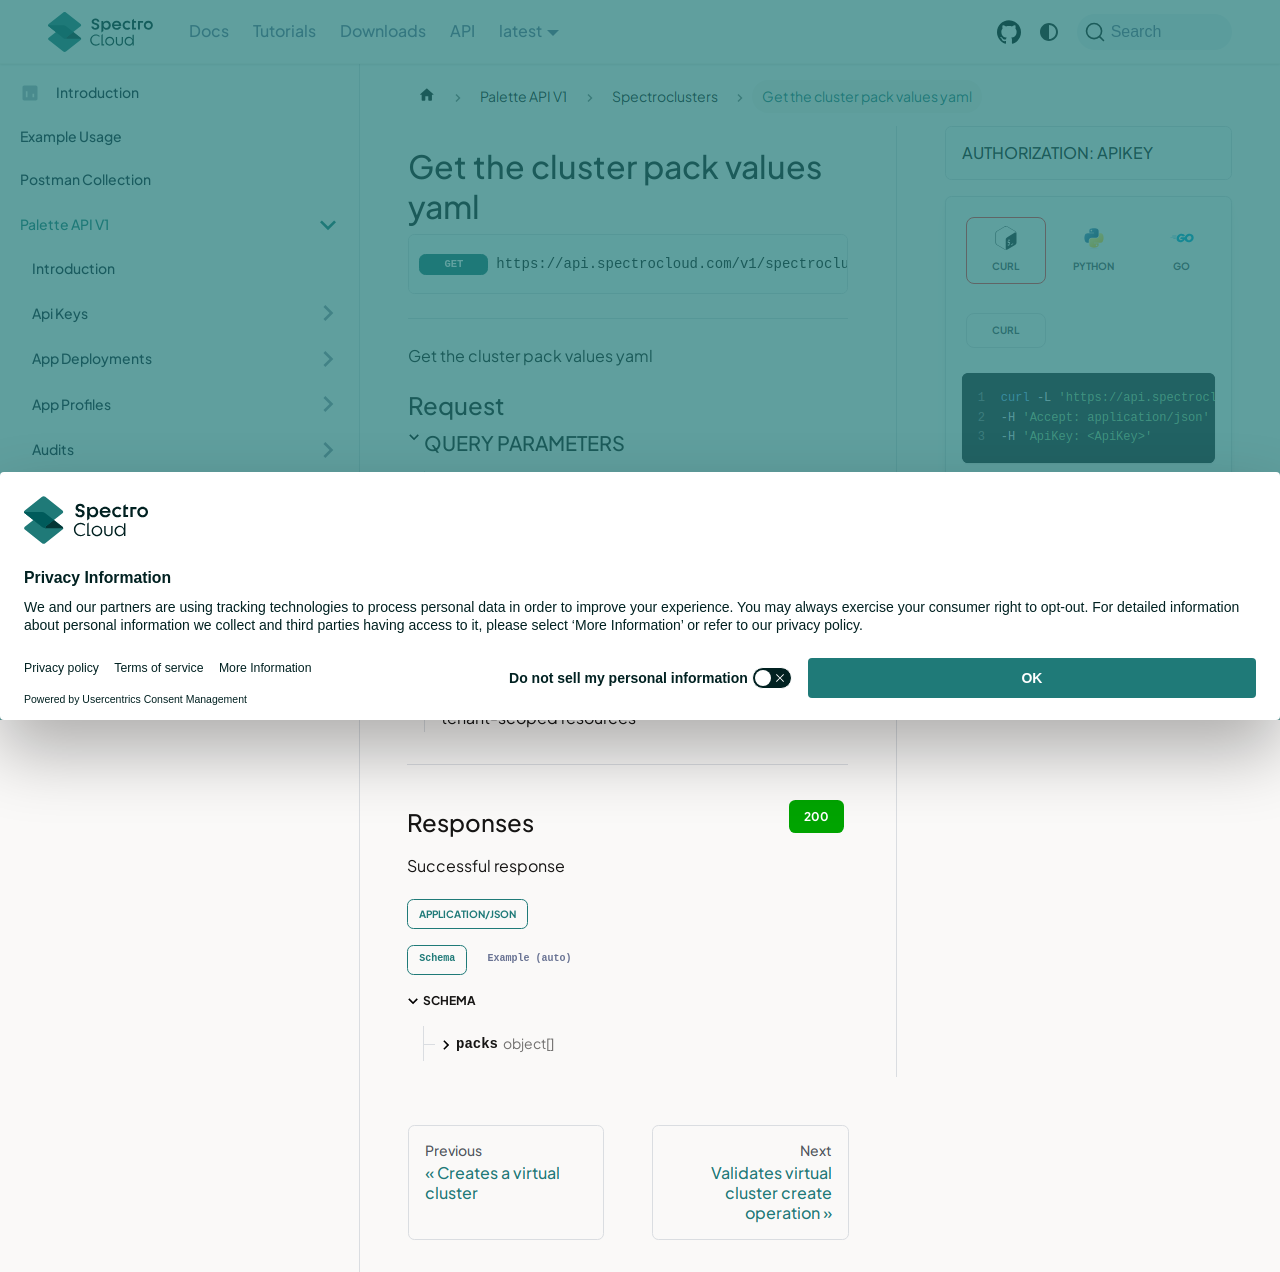 Spectro Cloud
Docs
Tutorials
Downloads
API
latest
Search
Introduction
Example Usage
Postman Collection
Palette API V1
Introduction
Api Keys
App Deployments
App Profiles
Audits
Palette API V1
Spectroclusters
Get the cluster pack values yaml
Get the cluster pack values
yaml
GET https://api.spectrocloud.com/v1/spectroclu
Get the cluster pack values yaml
Request
QUERY PARAMETERS
AUTHORIZATION: APIKEY
CURL
PYTHON
GO
CURL
1 curl -L 'https://api.spectrocl
2 -H 'Accept: application/json'
3 -H 'ApiKey: <ApiKey>'
Spectro
Cloud
Privacy Information
We and our partners are using tracking technologies to process personal data in order to improve your experience. You may always exercise your consumer right to opt-out. For detailed information
about personal information we collect and third parties having access to it, please select ‘More Information’ or refer to our privacy policy.
Privacy policy
Terms of service
More Information
Powered by Usercentrics Consent Management
Do not sell my personal information
OK
tenant-scoped resources
Responses
200
Successful response
APPLICATION/JSON
Schema
Example (auto)
SCHEMA
packs object[]
Previous
« Creates a virtual
cluster
Next
Validates virtual
cluster create
operation »